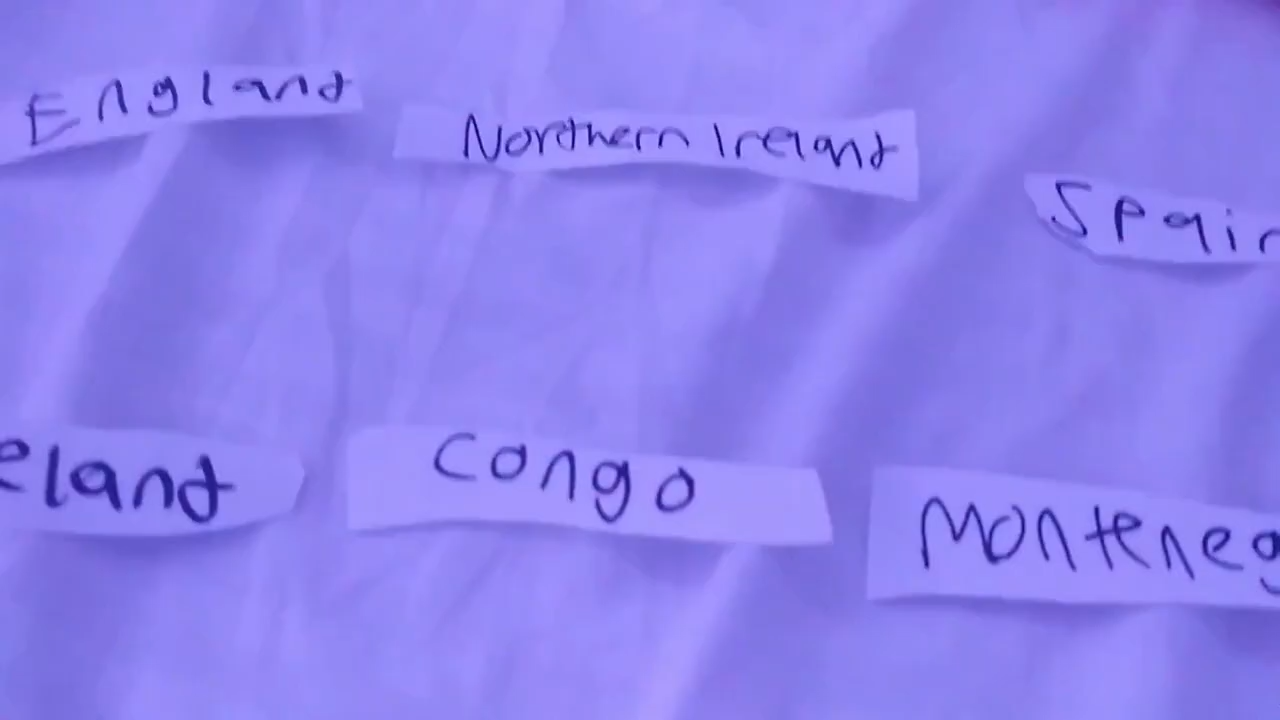 England
Northern Ireland
Spain
eland
Congo
Monteneg